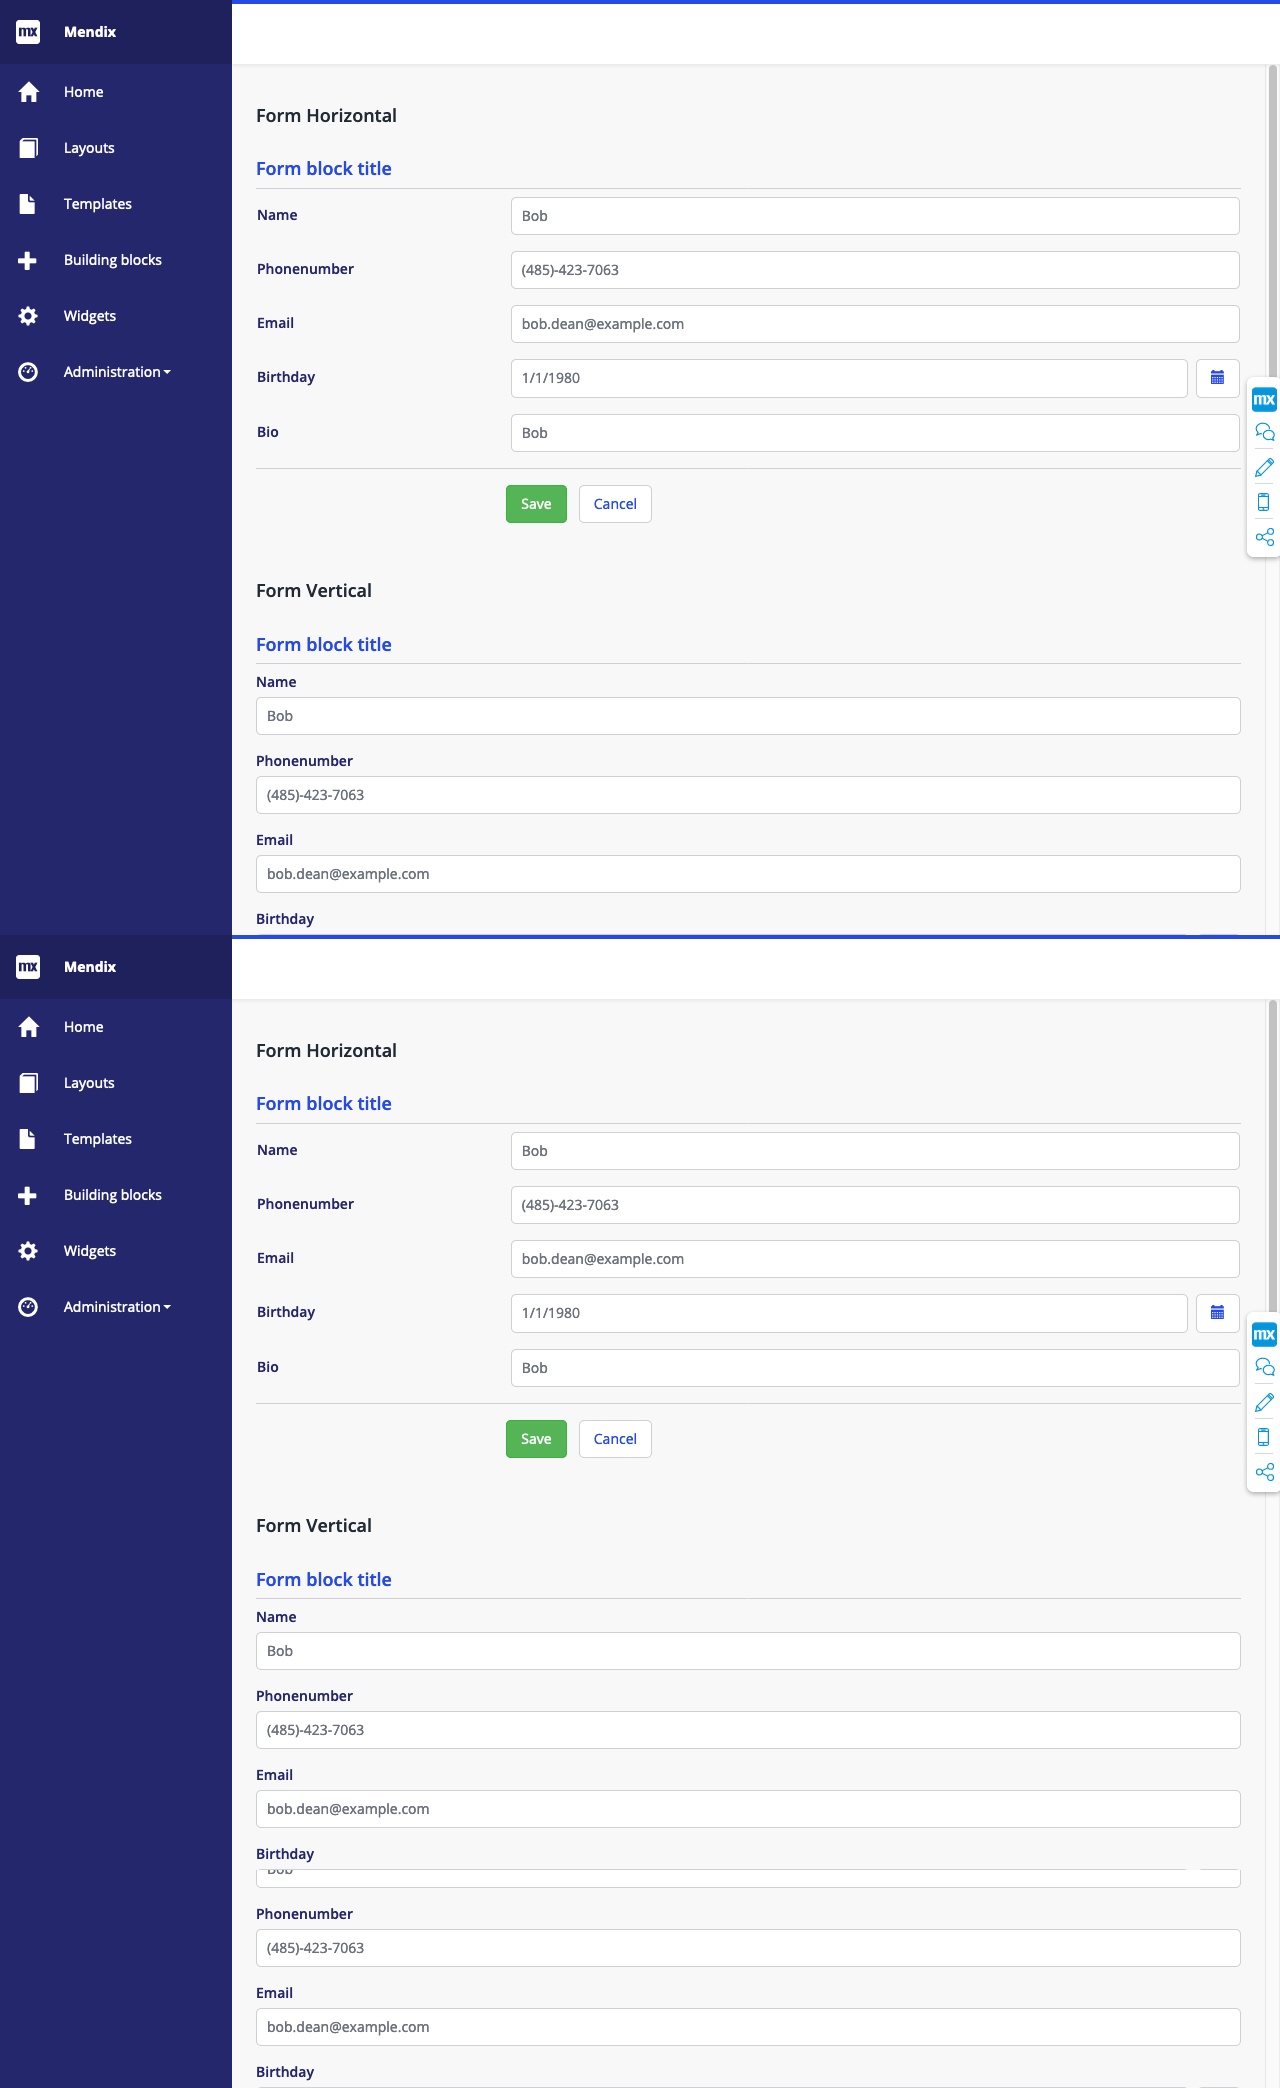 mx Mendix
Home
Layouts
Templates
Building blocks
Widgets
Administration
Form Horizontal
Form block title
Name Bob
Phonenumber (485)-423-7063
Email bob.dean@example.com
Birthday 1/1/1980
Bio Bob
mx
Save Cancel
Form Vertical
Form block title
Name
Bob
Phonenumber
(485)-423-7063
Email
bob.dean@example.com
Birthday
mx Mendix
Home
Layouts
Templates
Building blocks
Widgets
Administration
Form Horizontal
Form block title
Name Bob
Phonenumber (485)-423-7063
Email bob.dean@example.com
Birthday 1/1/1980
Bio Bob
mx
Save Cancel
Form Vertical
Form block title
Name
Bob
Phonenumber
(485)-423-7063
Email
bob.dean@example.com
Birthday
Phonenumber
(485)-423-7063
Email
bob.dean@example.com
Birthday